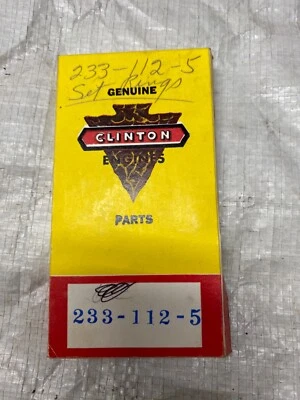 233-112-5
Set Rings
GENUINE
CLINTON
ENGINES
PARTS
233-112-5